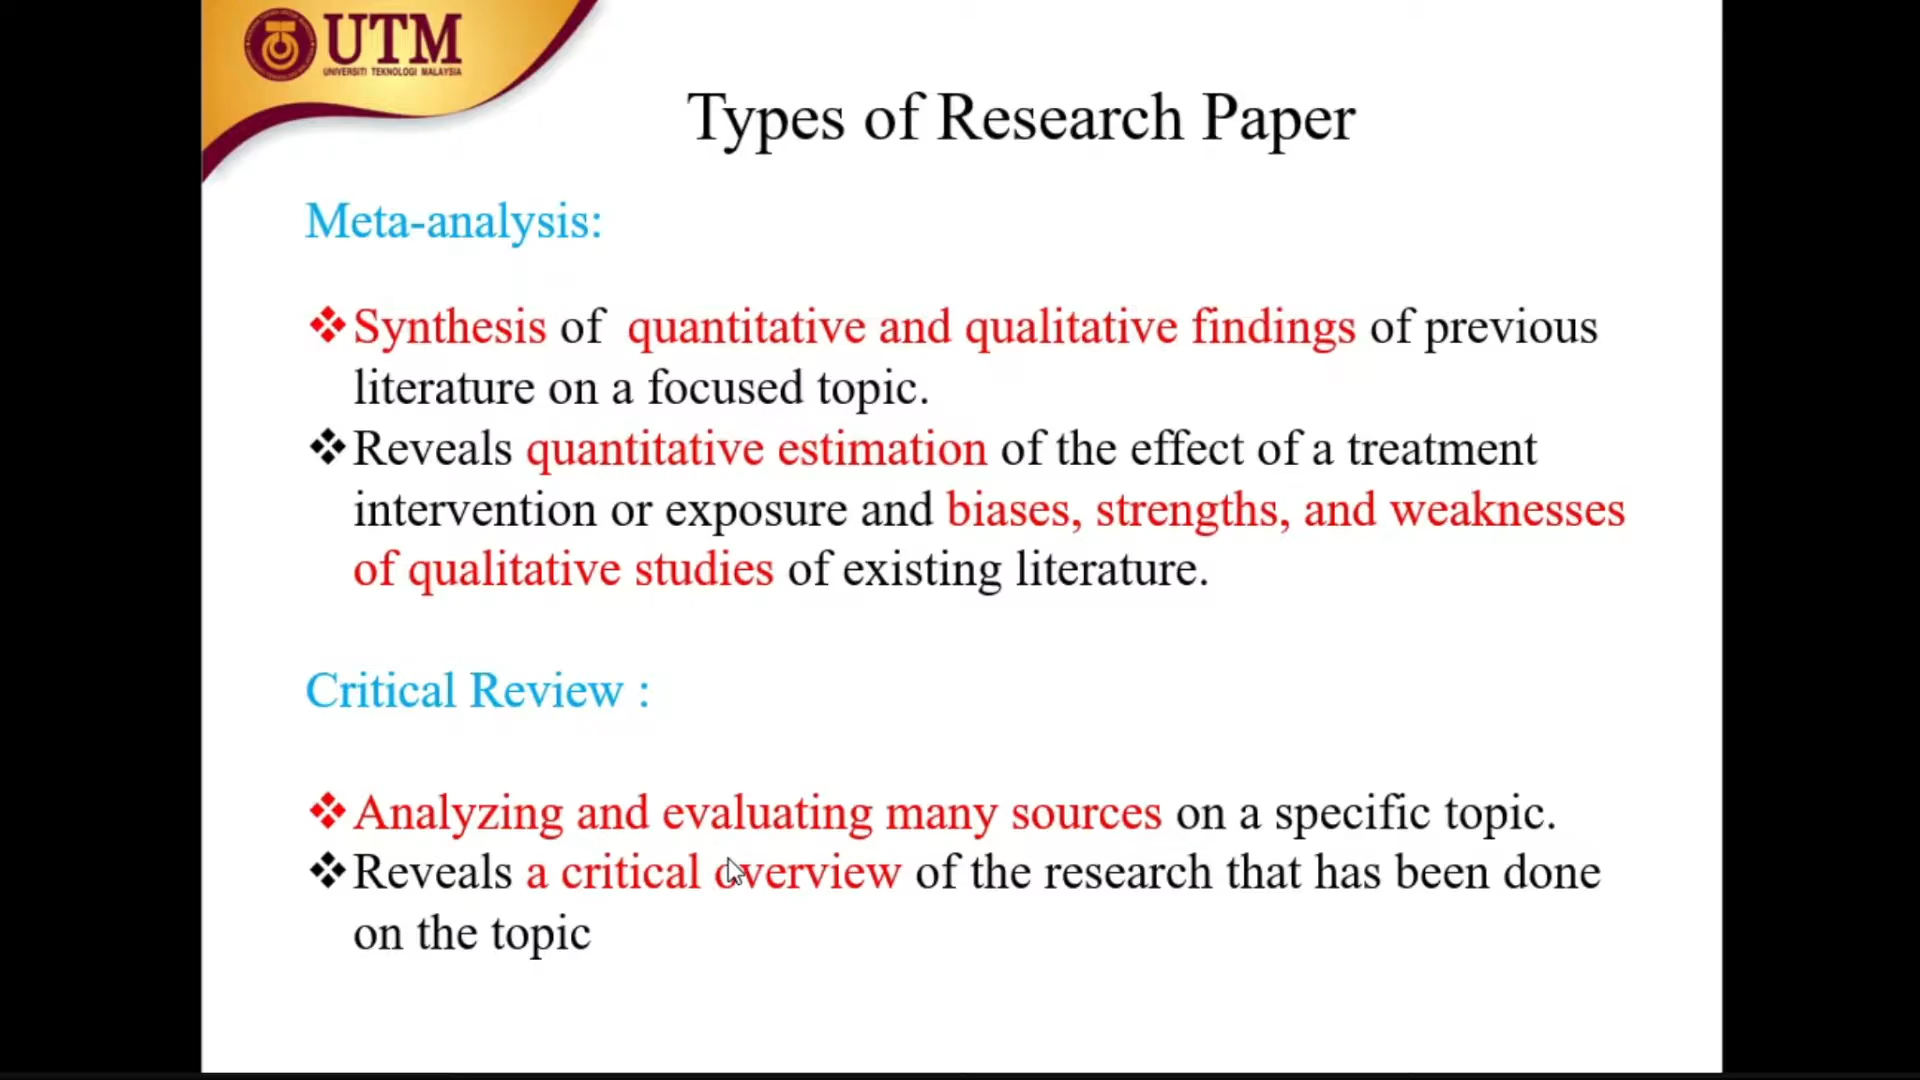 UTM
UNIVERSITI TEKNOLOGI MALAYSIA
Types of Research Paper
Meta-analysis:
❖Synthesis of quantitative and qualitative findings of previous
literature on a focused topic.
❖Reveals quantitative estimation of the effect of a treatment
intervention or exposure and biases, strengths, and weaknesses
of qualitative studies of existing literature.
Critical Review :
❖Analyzing and evaluating many sources on a specific topic.
❖Reveals a critical overview of the research that has been done
on the topic